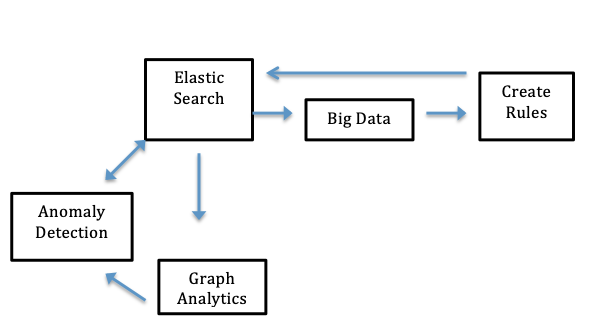 Elastic
Search
Big Data
Create
Rules
Anomaly
Detection
Graph
Analytics